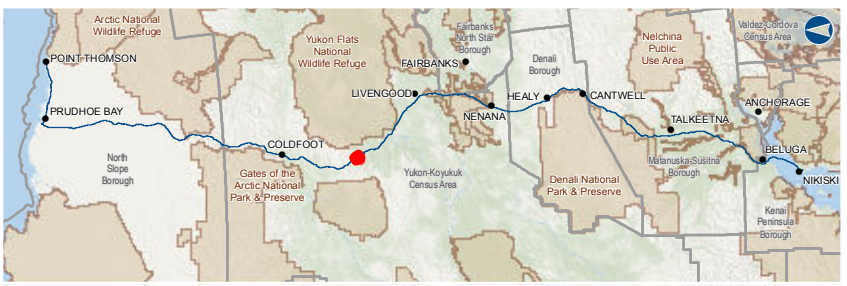 Arctic National
Wildlife Refuge
POINT THOMSON
PRUDHOE BAY
North
Slope
Borough
COLDFOOT
Gates of the
Arctic National
Park & Preserve
Yukon Flats
National
Wildlife Refuge
LIVENGOOD
FAIRBANKS
Fairbanks
North Star
Borough
NENANA
Yukon-Koyukuk
Census Area
HEALY
Denali
Borough
CANTWELL
Denali National
Park & Preserve
Nelchina
Public
Use Area
TALKEETNA
Matanuska-Susitna
Borough
Valdez-Cordova
Census Area
ANCHORAGE
BELUGA
NIKISKI
Kenai
Peninsula
Borough